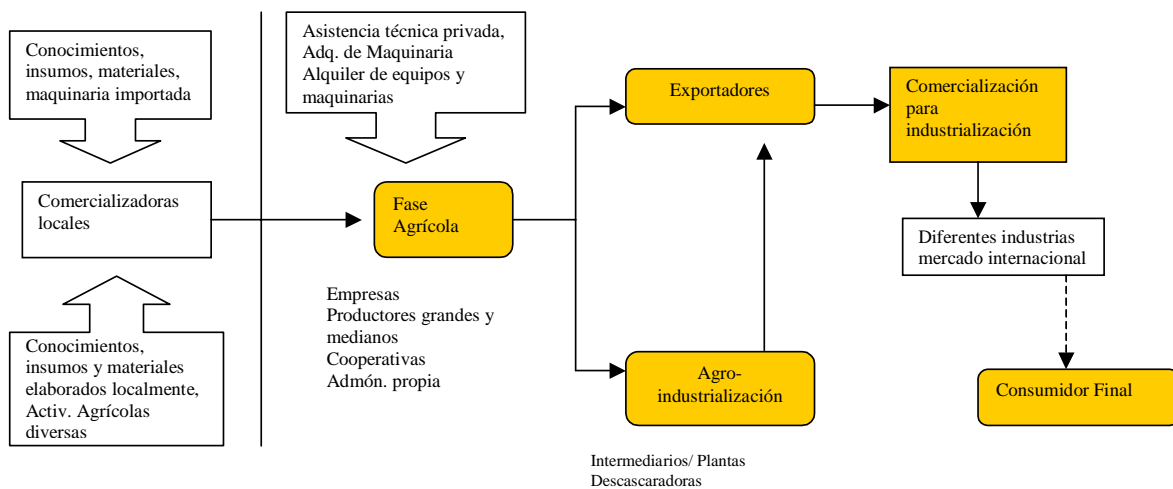 Conocimientos,
insumos, materiales,
maquinaria importada
Comercializadoras
locales
Conocimientos,
insumos y materiales
elaborados localmente,
Activ. Agrícolas
diversas
Asistencia técnica privada,
Adq. de Maquinaria
Alquiler de equipos y
maquinarias
Fase
Agrícola
Empresas
Productores grandes y
medianos
Cooperativas
Admón. propia
Exportadores
Agro-
industrialización
Intermediarios/ Plantas
Descascaradoras
Comercialización
para
industrialización
Diferentes industrias
mercado internacional
Consumidor Final